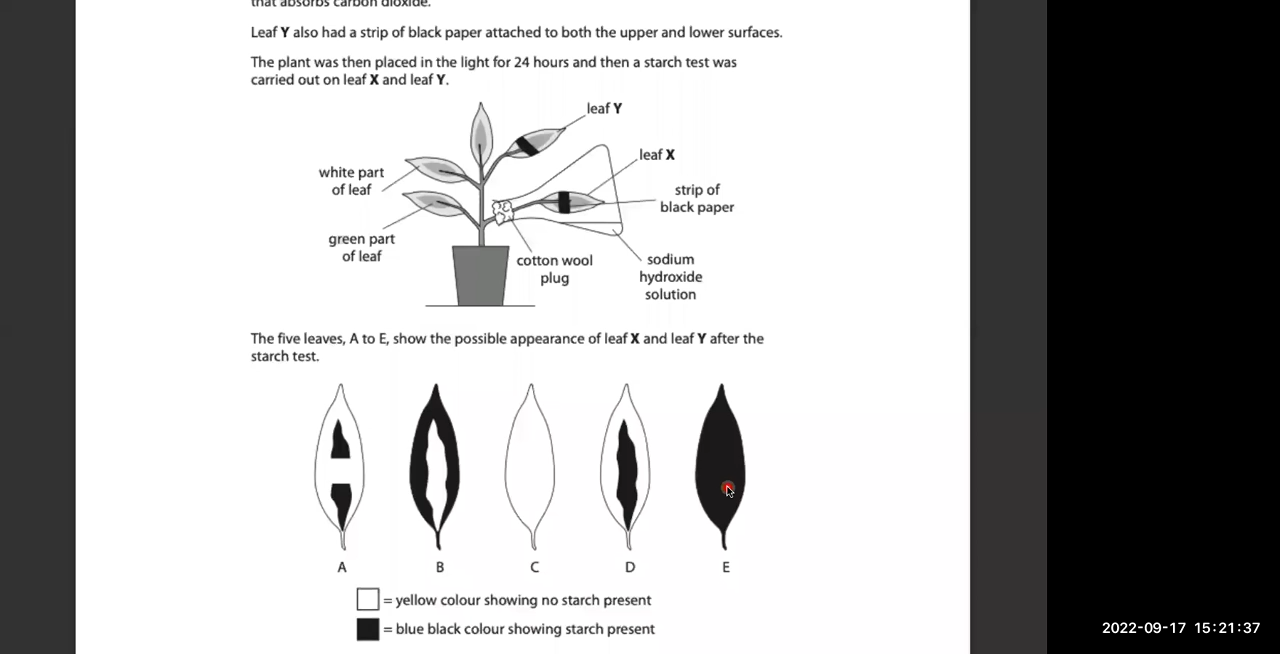 that absorbs carbon dioxide.
Leaf Y also had a strip of black paper attached to both the upper and lower surfaces.
The plant was then placed in the light for 24 hours and then a starch test was
carried out on leaf X and leaf Y.
leaf Y
leaf X
white part
of leaf
strip of
black paper
green part
of leaf
cotton wool
plug
sodium
hydroxide
solution
The five leaves, A to E, show the possible appearance of leaf X and leaf Y after the
starch test.
A B C D E
= yellow colour showing no starch present
= blue black colour showing starch present
2022-09-17 15:21:37